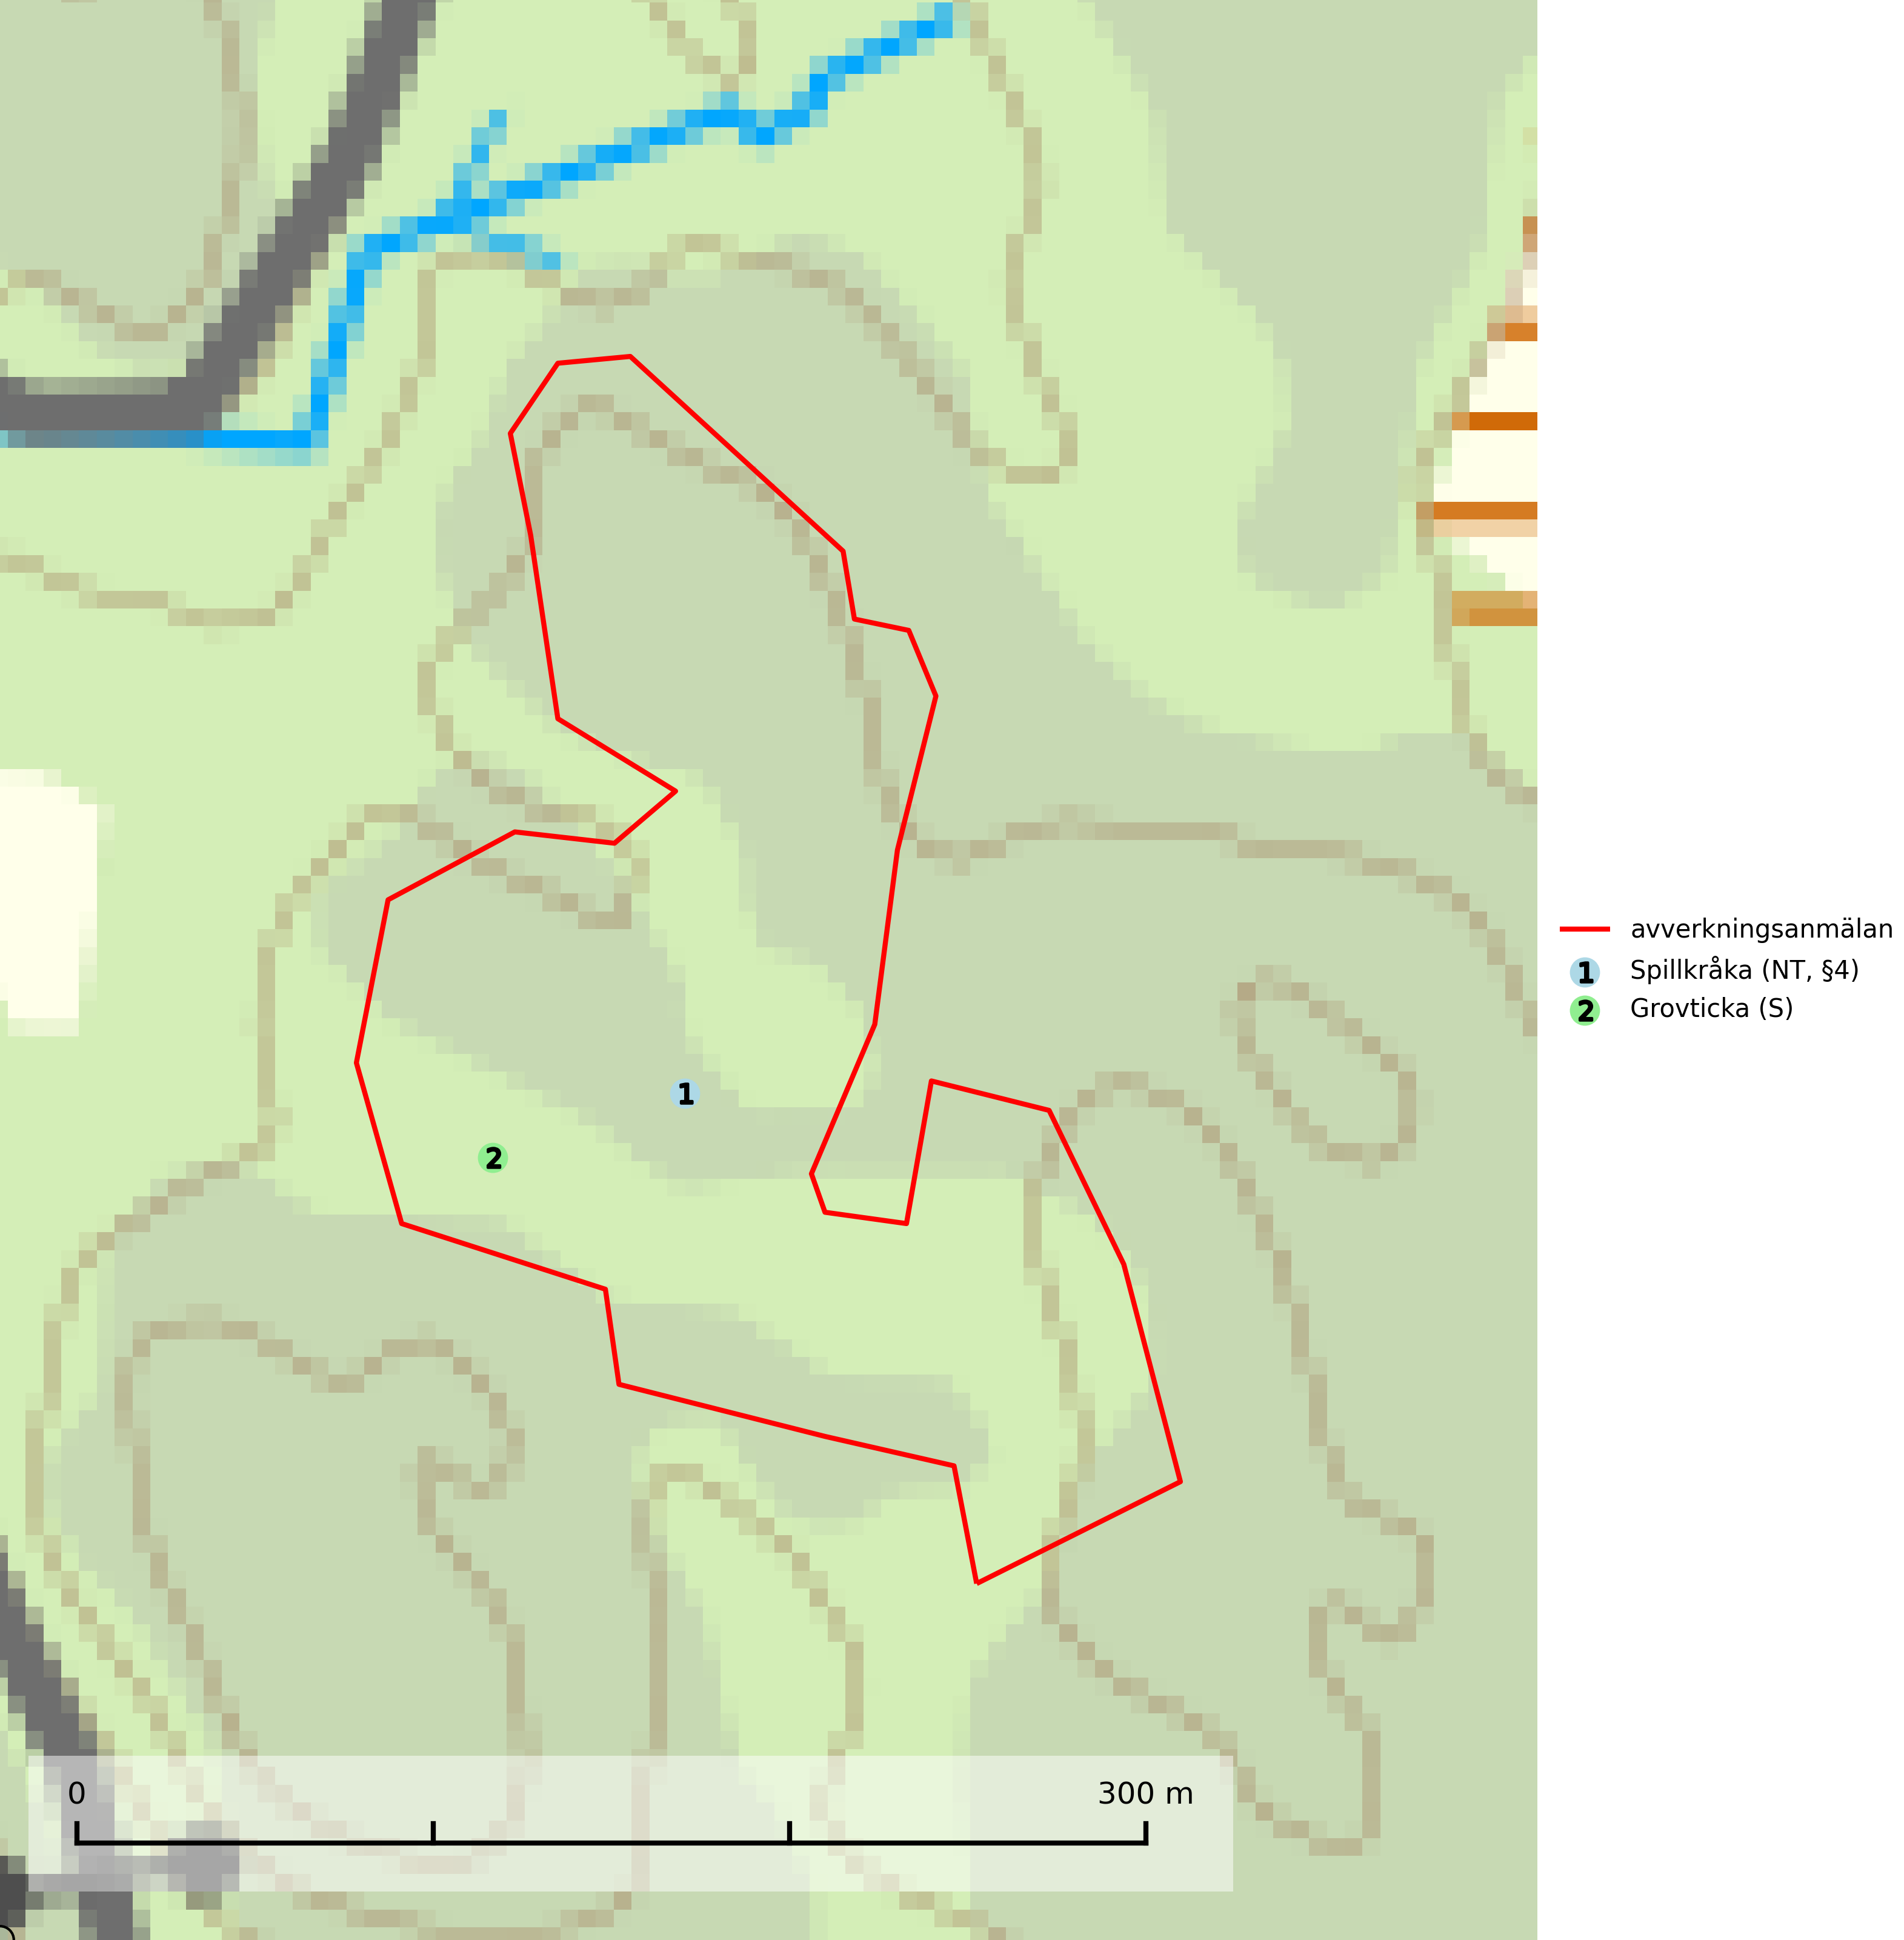 avverkningsanmälan
1 Spillkråka (NT, §4)
2 Grovticka (S)
1
2
0 300 m